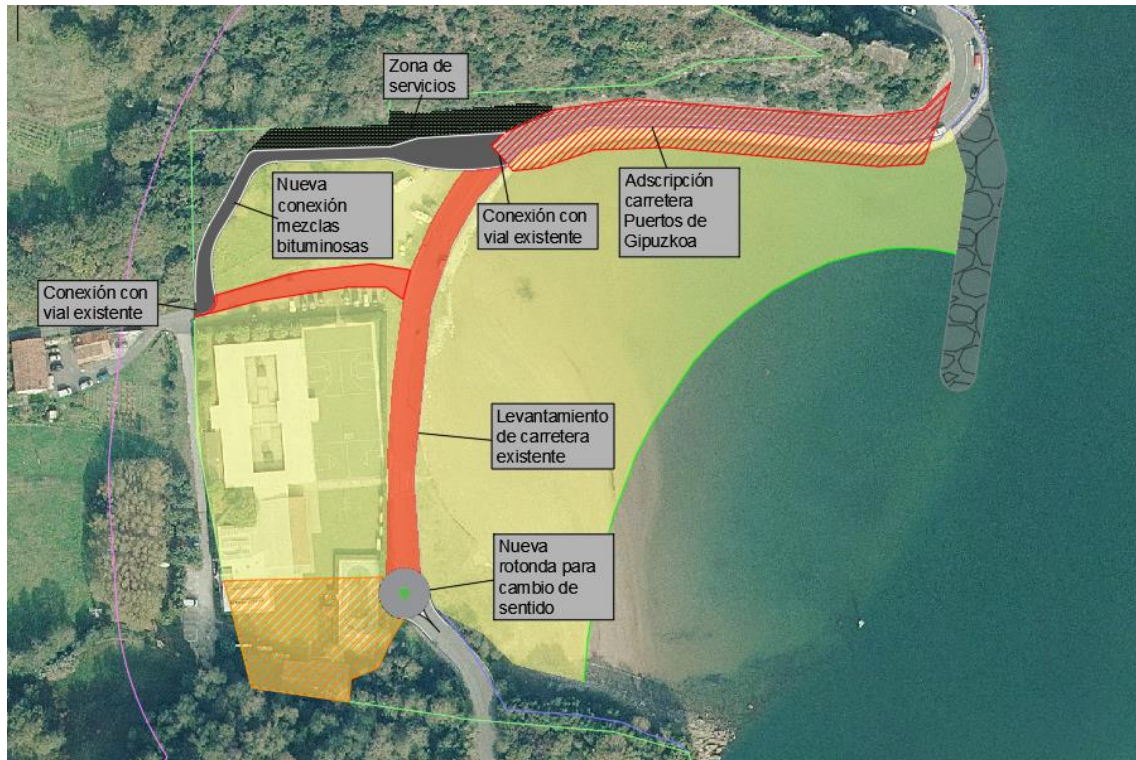 Zona de
servicios
Nueva
conexión
mezclas
bituminosas
Conexión con
vial existente
Adscripción
carretera
Puertos de
Gipuzkoa
Conexión con
vial existente
Levantamiento
de carretera
existente
Nueva
rotonda para
cambio de
sentido